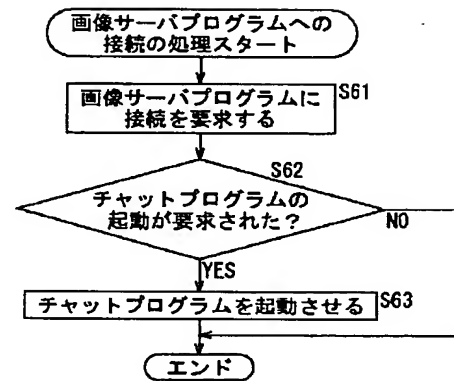 画像サーバプログラムへの
接続の処理スタート
画像サーバプログラムに
接続を要求する
S61
S62
チャットプログラムの
起動が要求された？
NO
YES
チャットプログラムを起動させる
S63
エンド